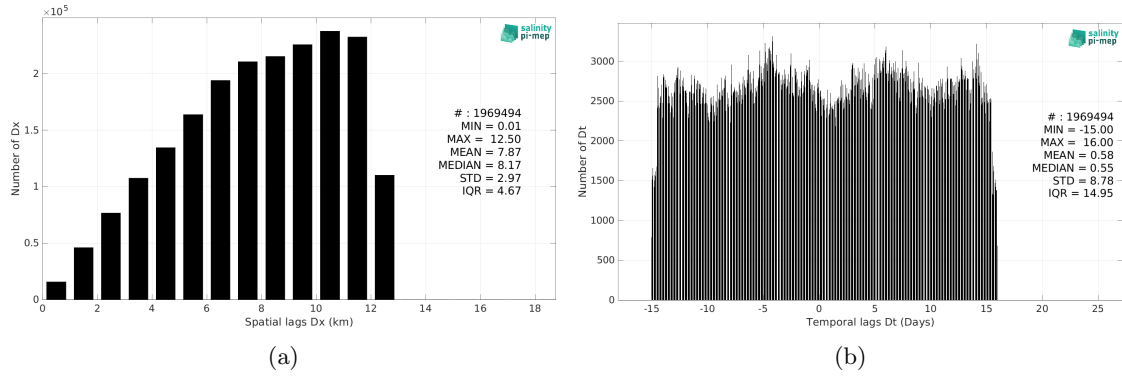 ×10⁵
2
1.5
1
0.5
0
Number of Dx
0 2 4 6 8 10 12 14 16 18
Spatial lags Dx (km)
salinity
pi-mep
# : 1969494
MIN = 0.01
MAX = 12.50
MEAN = 7.87
MEDIAN = 8.17
STD = 2.97
IQR = 4.67
(a)
3000
2500
2000
1500
1000
500
0
Number of Dt
-15 -10 -5 0 5 10 15 20 25
Temporal lags Dt (Days)
salinity
pi-mep
# : 1969494
MIN = -15.00
MAX = 16.00
MEAN = 0.58
MEDIAN = 0.55
STD = 8.78
IQR = 14.95
(b)